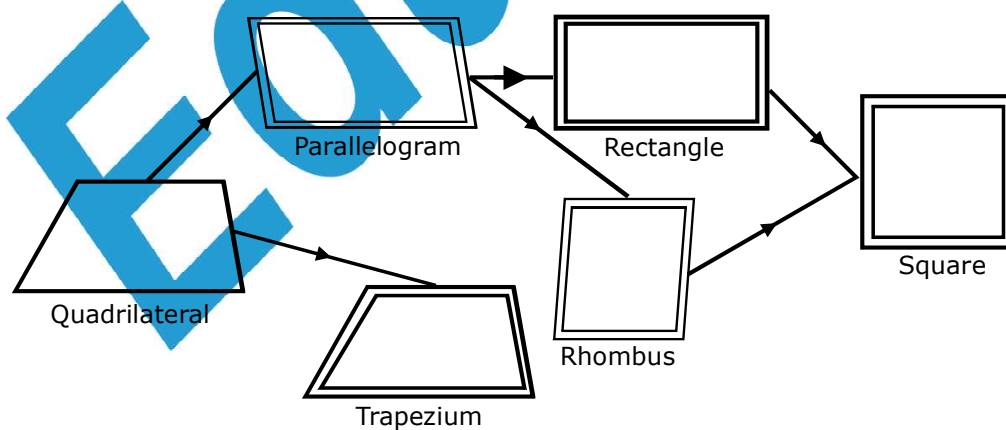 Parallelogram
Rectangle
Square
Quadrilateral
Rhombus
Trapezium